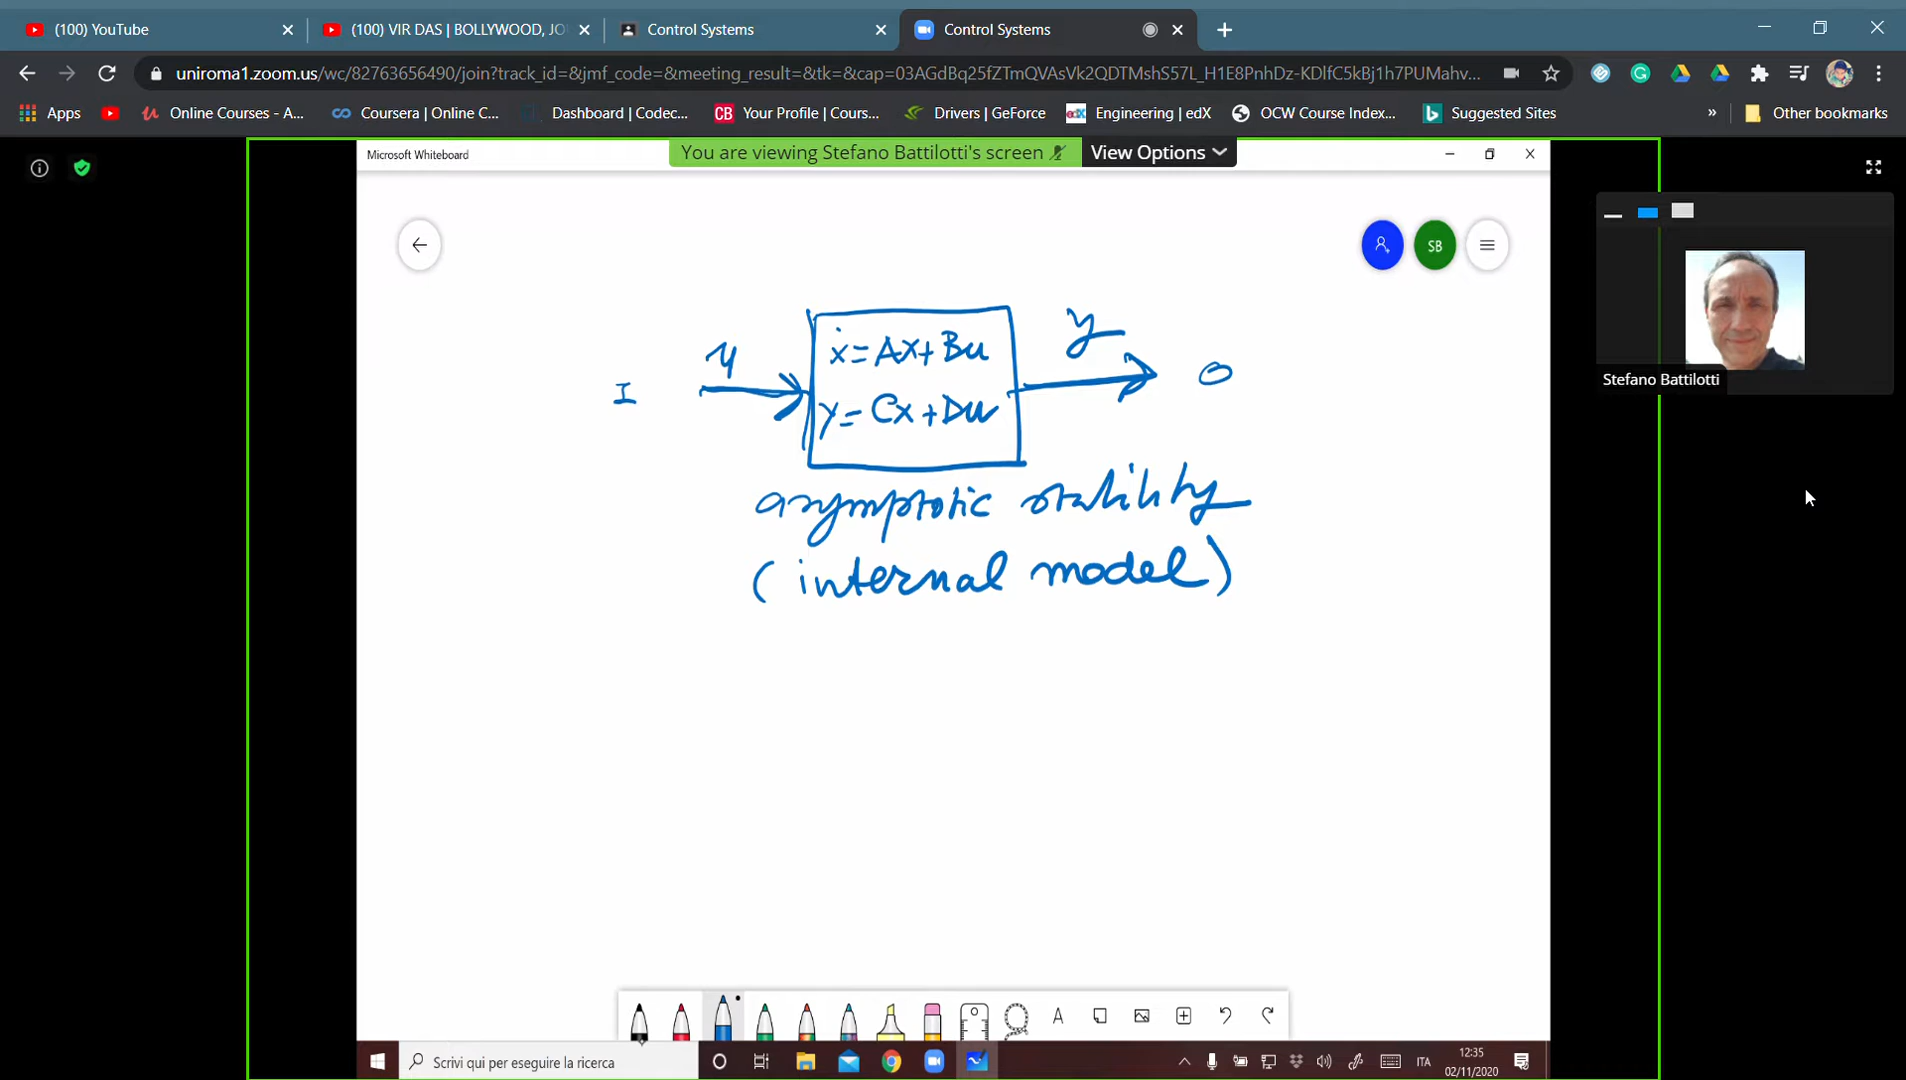 (100) YouTube
(100) VIR DAS | BOLLYWOOD, JO
Control Systems
Control Systems
uniroma1.zoom.us/wc/82763656490/join?track_id=&jmf_code=&meeting_result=&tk=&cap=03AGdBq25fZTmQVAsVk2QDTMshS57L_H1E8PnhDz-KDlfC5kBj1h7PUMahv...
Apps
Online Courses - A...
Coursera | Online C...
Dashboard | Codec...
CB
Your Profile | Cours...
Drivers | GeForce
edX
Engineering | edX
OCW Course Index...
Suggested Sites
»
Other bookmarks
Microsoft Whiteboard
You are viewing Stefano Battilotti's screen
View Options
SB
Stefano Battilotti
I
u
ẋ=Ax+Bu
y=Cx+Du
y
O
asymptotic stability
(internal model)
A
Scrivi qui per eseguire la ricerca
ITA
12:35
02/11/2020